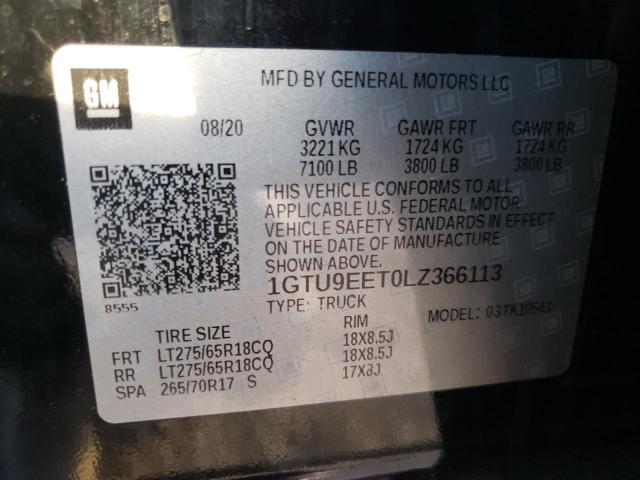 GM
MFD BY GENERAL MOTORS LLC
08/20 GVWR GAWR FRT GAWR RR
3221 KG 1724 KG 1724 KG
7100 LB 3800 LB 3800 LB
THIS VEHICLE CONFORMS TO ALL
APPLICABLE U.S. FEDERAL MOTOR
VEHICLE SAFETY STANDARDS IN EFFECT
ON THE DATE OF MANUFACTURE
SHOWN ABOVE.
1GTU9EET0LZ366113
8555
TYPE: TRUCK MODEL: 03TK10543
TIRE SIZE RIM
FRT LT275/65R18CQ 18X8.5J
RR LT275/65R18CQ 18X8.5J
SPA 265/70R17 S 17X8J